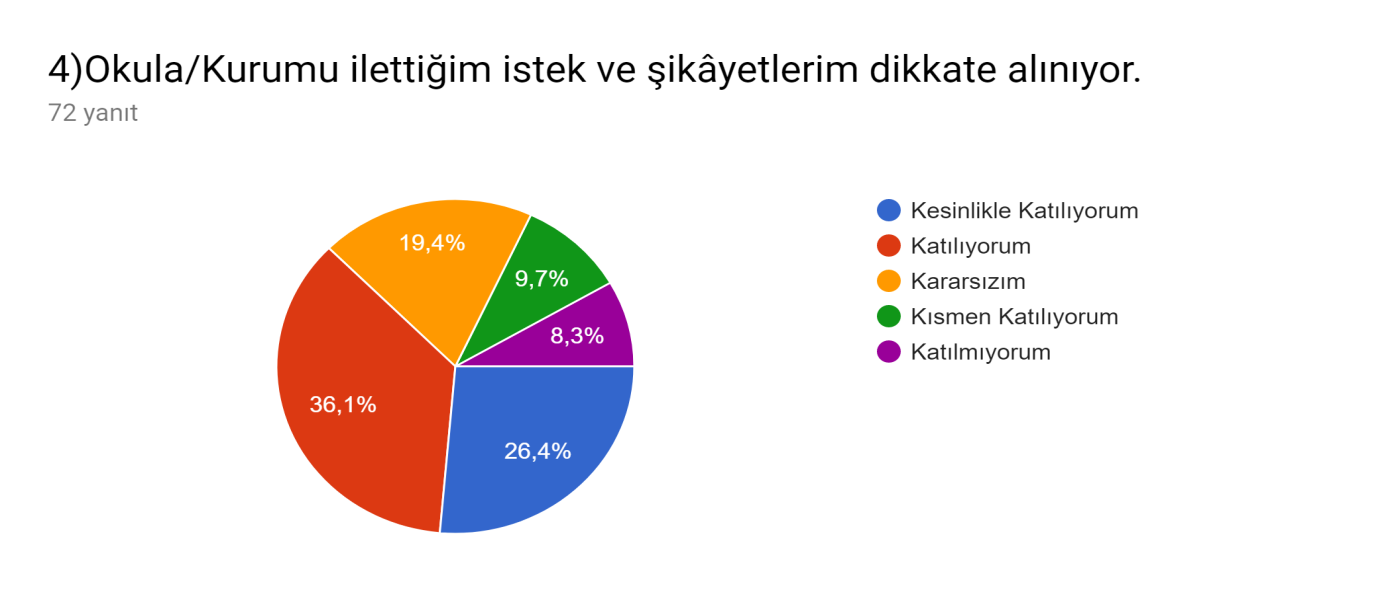 4)Okula/Kurumu ilettiğim istek ve şikâyetlerim dikkate alınıyor.
72 yanıt
Kesinlikle Katılıyorum
Katılıyorum
Kararsızım
Kısmen Katılıyorum
Katılmıyorum
19,4%
9,7%
8,3%
36,1%
26,4%